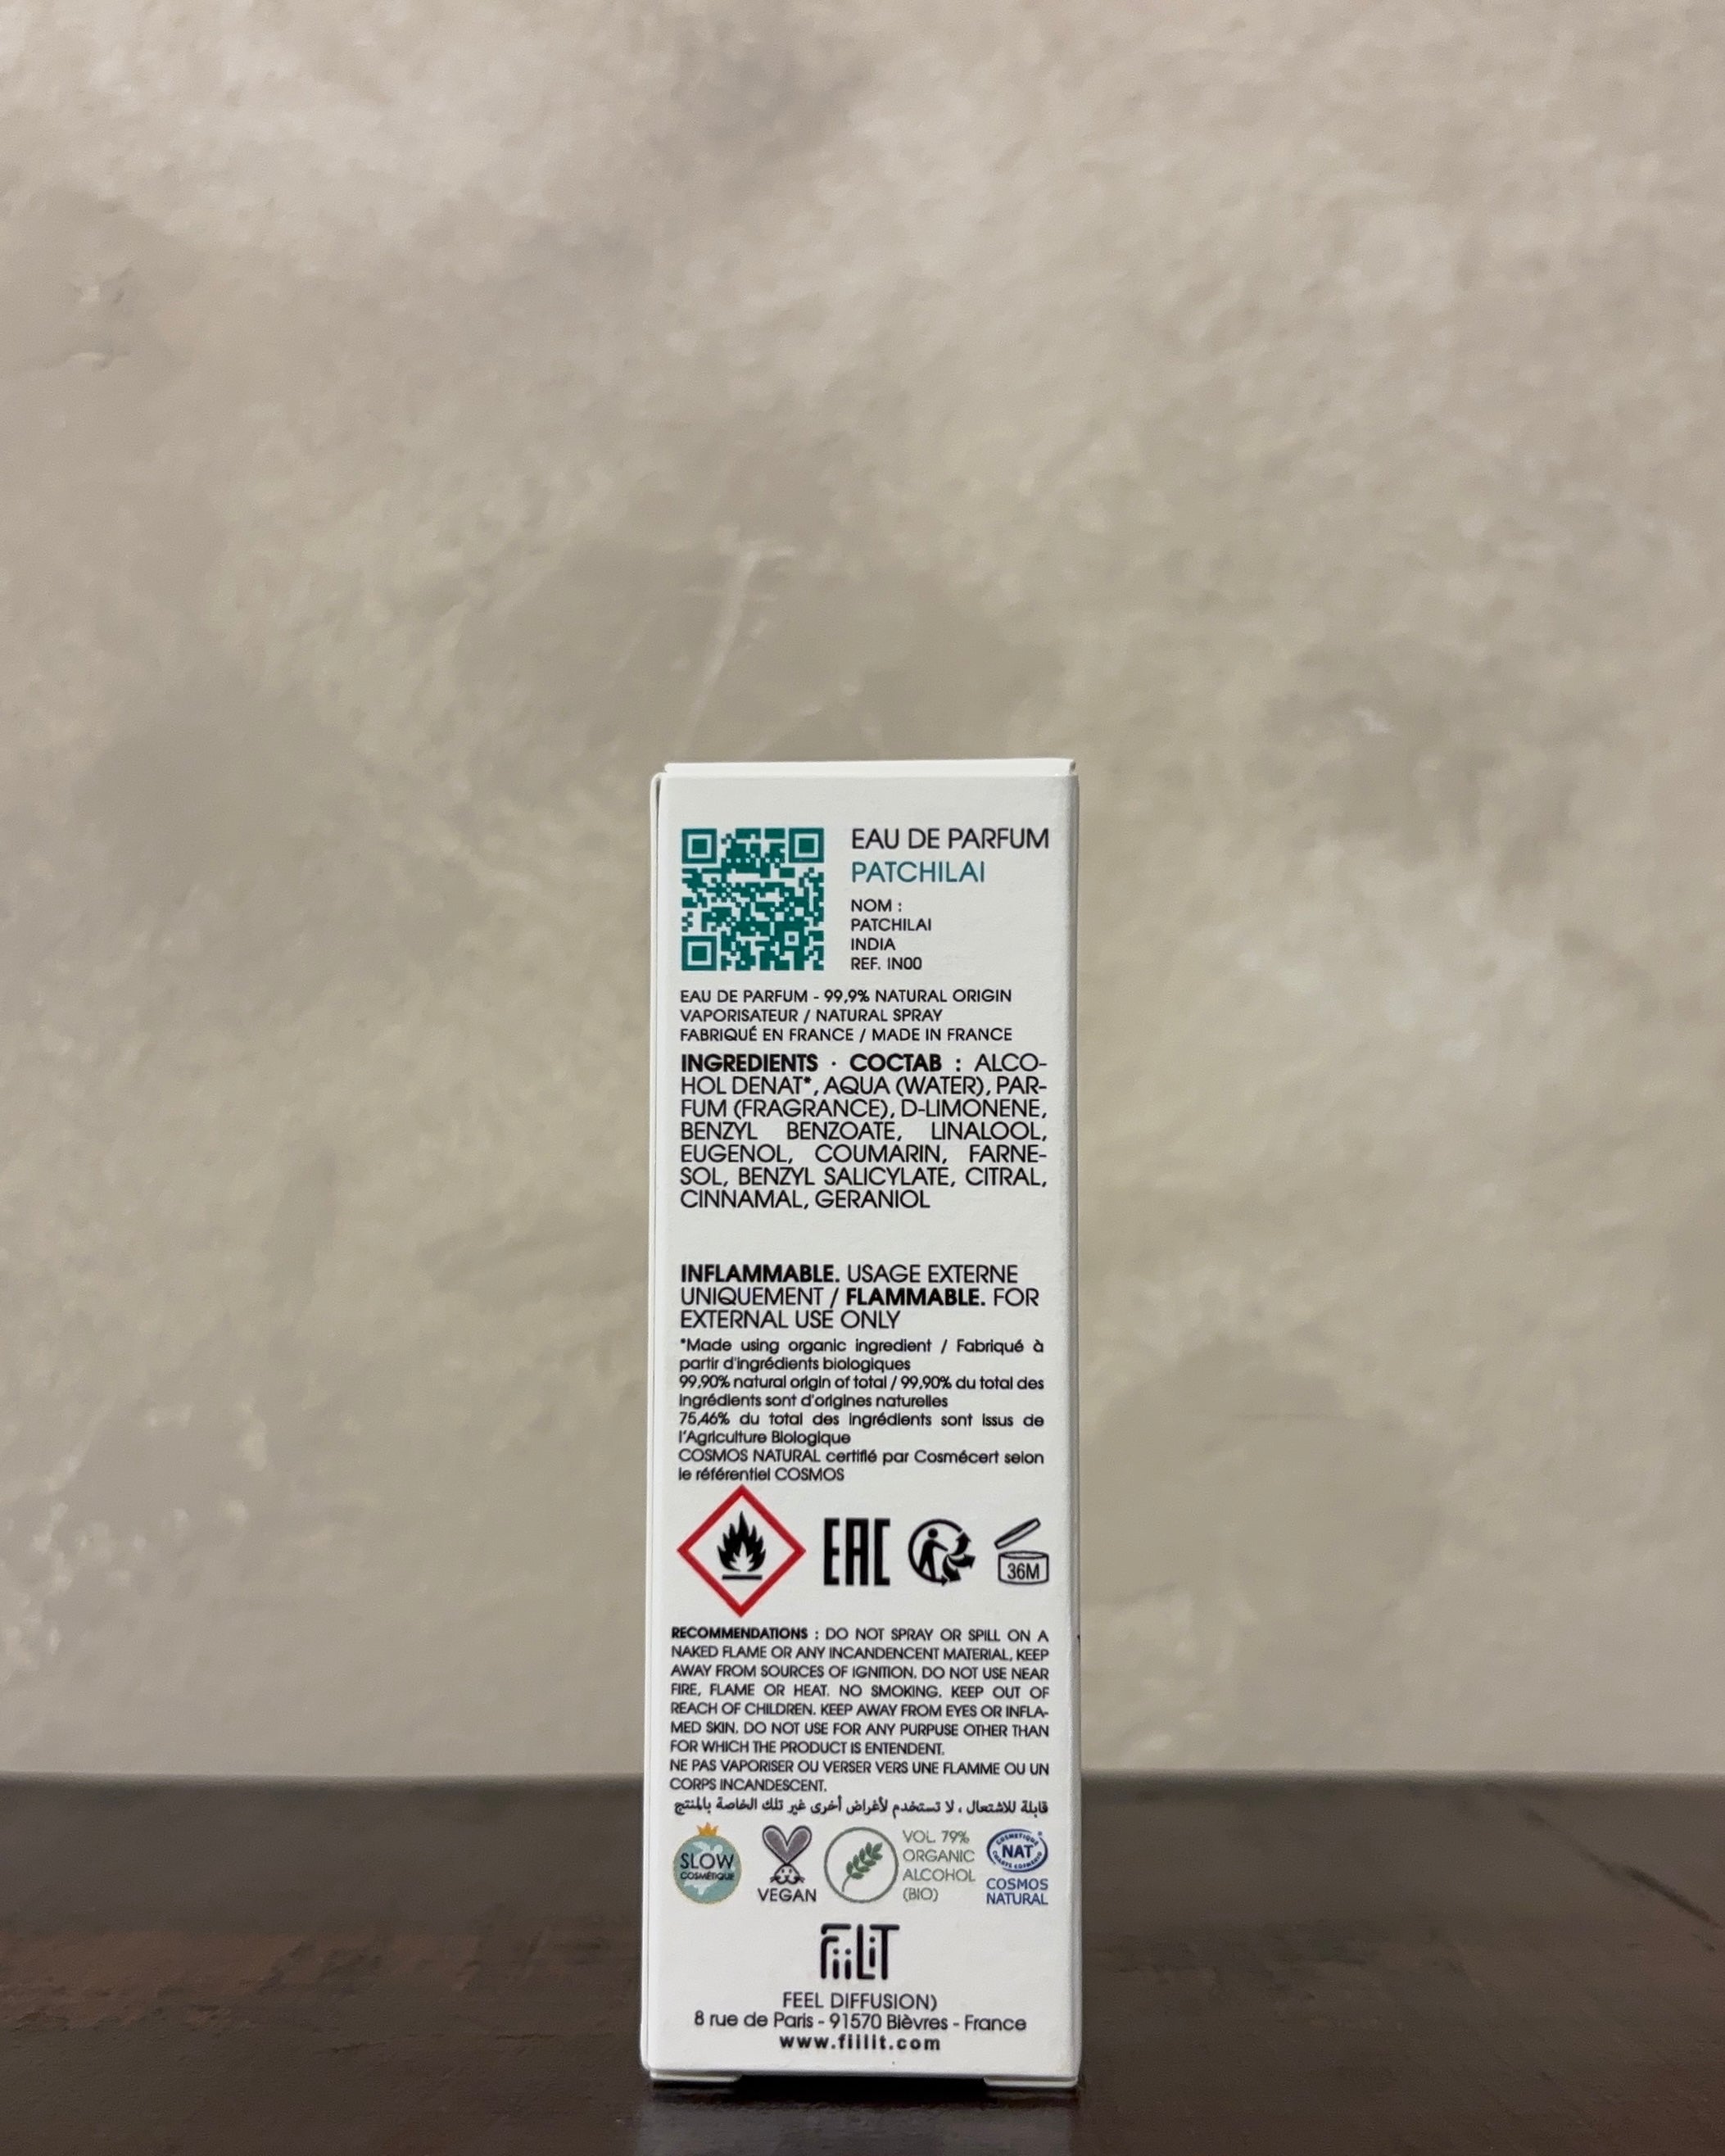 EAU DE PARFUM
PATCHILAI
NOM :
PATCHILAI
INDIA
REF. IN00
EAU DE PARFUM - 99,9% NATURAL ORIGIN
VAPORISATEUR / NATURAL SPRAY
FABRIQUÉ EN FRANCE / MADE IN FRANCE
INGREDIENTS · COCTAB : ALCO-
HOL DENAT*, AQUA (WATER), PAR-
FUM (FRAGRANCE), D-LIMONENE,
BENZYL BENZOATE, LINALOOL,
EUGENOL, COUMARIN, FARNE-
SOL, BENZYL SALICYLATE, CITRAL,
CINNAMAL, GERANIOL
INFLAMMABLE. USAGE EXTERNE
UNIQUEMENT / FLAMMABLE. FOR
EXTERNAL USE ONLY
*Made using organic ingredient / Fabriqué à
partir d'ingrédients biologiques
99,90% natural origin of total / 99,90% du total des
ingrédients sont d'origines naturelles
75,46% du total des ingrédients sont issus de
l'Agriculture Biologique
COSMOS NATURAL certifié par Cosmécert selon
le référentiel COSMOS
EAC
36M
RECOMMENDATIONS : DO NOT SPRAY OR SPILL ON A
NAKED FLAME OR ANY INCANDENCENT MATERIAL, KEEP
AWAY FROM SOURCES OF IGNITION. DO NOT USE NEAR
FIRE, FLAME OR HEAT. NO SMOKING. KEEP OUT OF
REACH OF CHILDREN. KEEP AWAY FROM EYES OR INFLA-
MED SKIN. DO NOT USE FOR ANY PURPUSE OTHER THAN
FOR WHICH THE PRODUCT IS ENTENDENT.
NE PAS VAPORISER OU VERSER VERS UNE FLAMME OU UN
CORPS INCANDESCENT.
قابلة للاشتعال ، لا تستخدم لأغراض أخرى غير تلك الخاصة بالمنتج
SLOW
COSMÉTIQUE
VEGAN
VOL. 79%
ORGANIC
ALCOHOL
(BIO)
COSMETIQUE
NAT
COSMOS
NATURAL
FiiLiT
FEEL DIFFUSION)
8 rue de Paris - 91570 Bièvres - France
www.fiillit.com